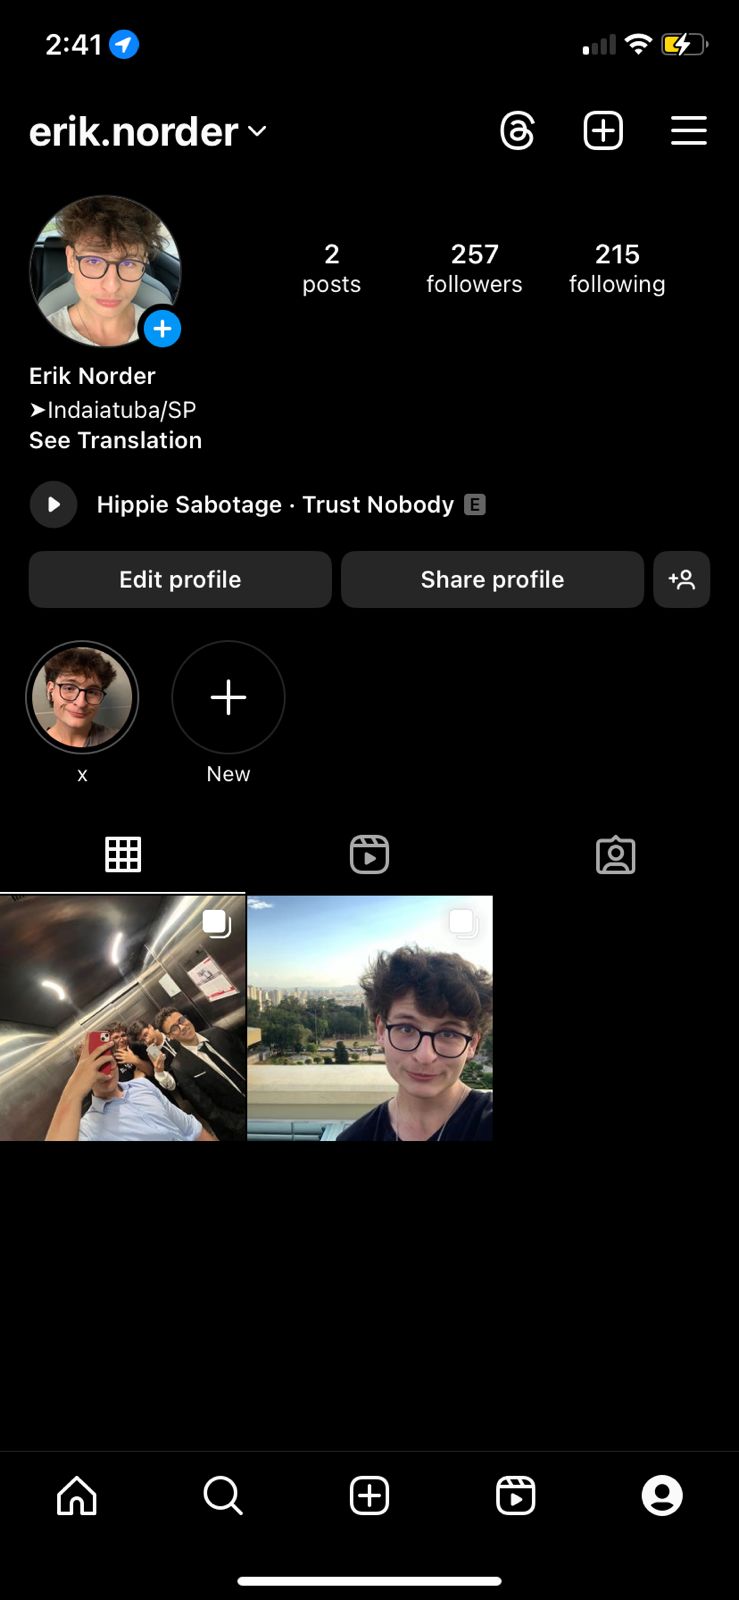 2:41
erik.norder
2 257 215
posts followers following
Erik Norder
➤Indaiatuba/SP
See Translation
Hippie Sabotage · Trust Nobody E
Edit profile Share profile
x New